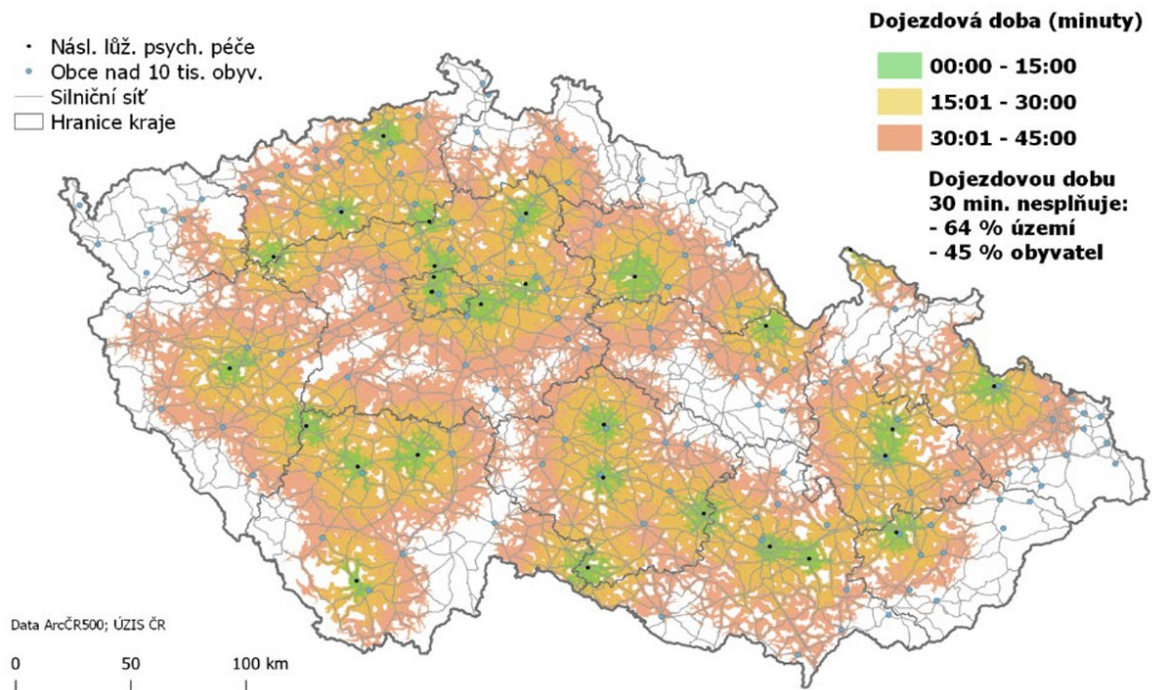 Násl. lůž. psych. péče
Obce nad 10 tis. obyv.
Silniční síť
Hranice kraje
Dojezdová doba (minuty)
00:00 - 15:00
15:01 - 30:00
30:01 - 45:00
Dojezdovou dobu
30 min. nesplňuje:
- 64 % území
- 45 % obyvatel
Data ArcČR500; ÚZIS ČR
0 50 100 km